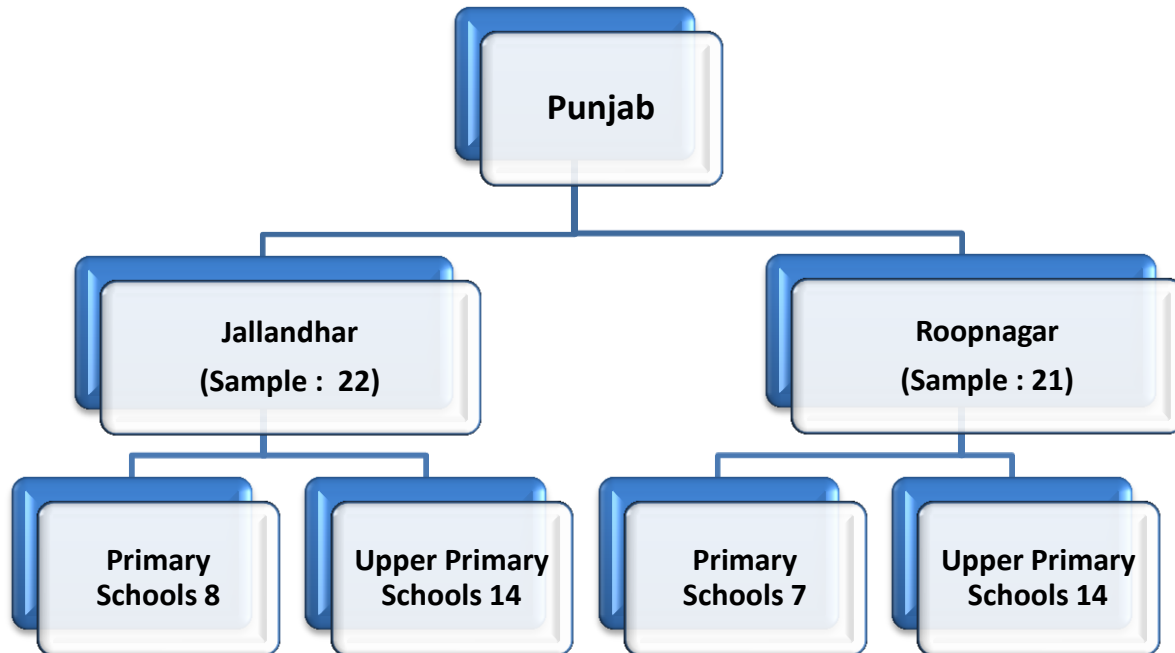 Punjab
Jallandhar
(Sample : 22)
Roopnagar
(Sample : 21)
Primary
Schools 8
Upper Primary
Schools 14
Primary
Schools 7
Upper Primary
Schools 14